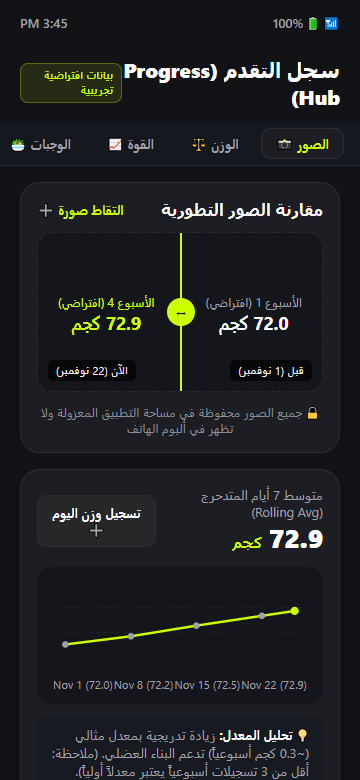 PM 3:45
100% 🔋 📶
سجل التقدم (Progress
Hub)
بيانات افتراضية
تجريبية
الصور 📸
الوزن ⚖️
القوة 📈
الوجبات 🥗
مقارنة الصور التطورية
التقاط صورة +
الأسبوع 1 (افتراضي)
72.0 كجم
قبل (1 نوفمبر)
↔
الأسبوع 4 (افتراضي)
72.9 كجم
الآن (22 نوفمبر)
🔒 جميع الصور محفوظة في مساحة التطبيق المعزولة ولا
تظهر في ألبوم الهاتف
متوسط 7 أيام المتدحرج
(Rolling Avg)
72.9 كجم
تسجيل وزن اليوم
+
Nov 1 (72.0) Nov 8 (72.2) Nov 15 (72.5) Nov 22 (72.9)
💡 تحليل المعدل: زيادة تدريجية بمعدل مثالي
(~0.3 كجم أسبوعياً) تدعم البناء العضلي. (ملاحظة:
أقل من 3 تسجيلات أسبوعياً يعتبر معدلاً أولياً).